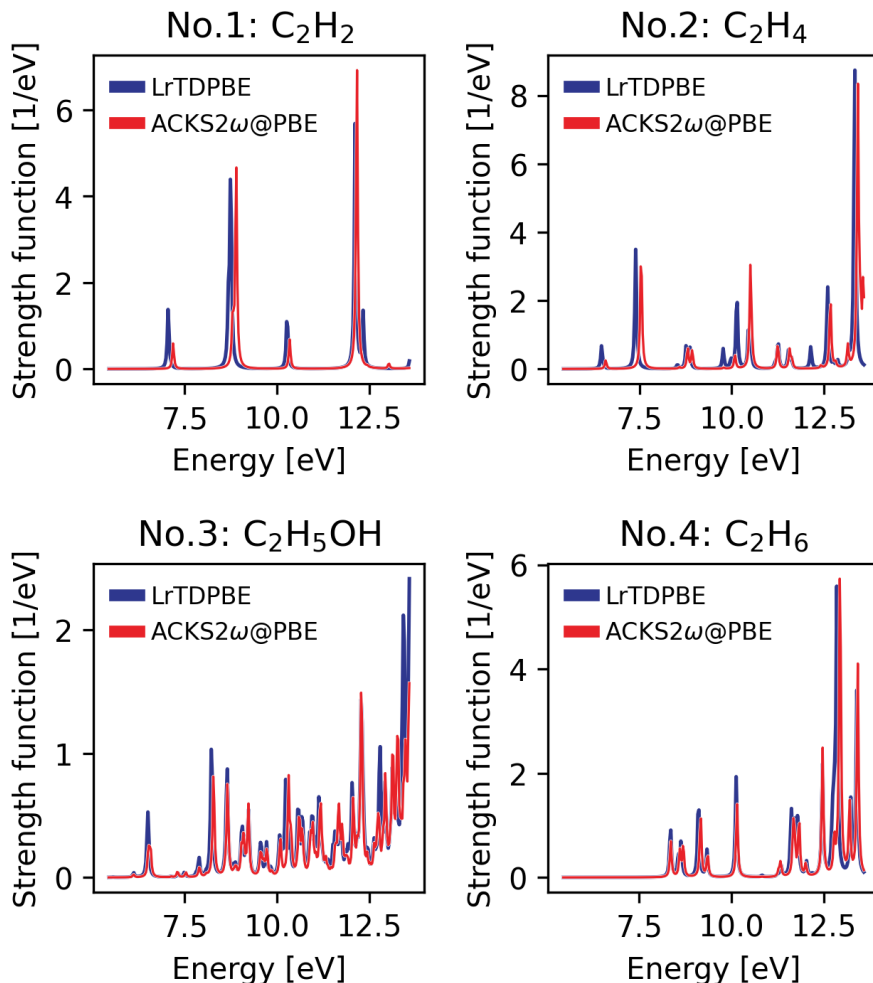 No.1: C₂H₂
Strength function [1/eV]
6
4
2
0
LrTDPBE
ACKS2ω@PBE
7.5 10.0 12.5
Energy [eV]
No.2: C₂H₄
Strength function [1/eV]
8
6
4
2
0
LrTDPBE
ACKS2ω@PBE
7.5 10.0 12.5
Energy [eV]
No.3: C₂H₅OH
Strength function [1/eV]
2
1
0
LrTDPBE
ACKS2ω@PBE
7.5 10.0 12.5
Energy [eV]
No.4: C₂H₆
Strength function [1/eV]
6
4
2
0
LrTDPBE
ACKS2ω@PBE
7.5 10.0 12.5
Energy [eV]